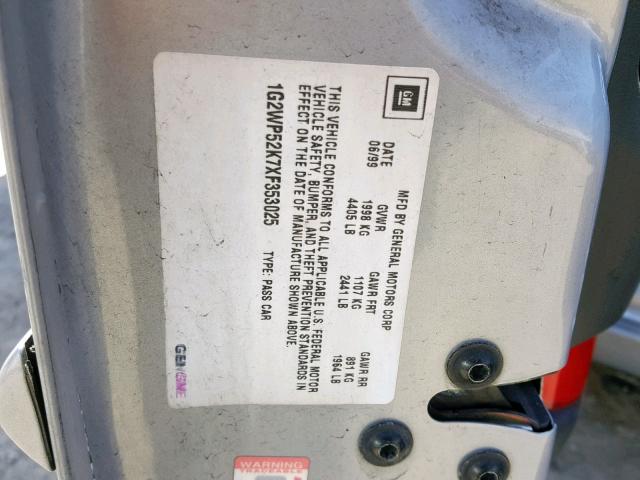 GM
MFD BY GENERAL MOTORS CORP
DATE GVWR GAWR FRT GAWR RR
06/99 1998 KG 1107 KG 891 KG
4405 LB 2441 LB 1964 LB
THIS VEHICLE CONFORMS TO ALL APPLICABLE U.S. FEDERAL MOTOR
VEHICLE SAFETY, BUMPER, AND THEFT PREVENTION STANDARDS IN
EFFECT ON THE DATE OF MANUFACTURE SHOWN ABOVE.
1G2WP52K7XF353025 TYPE: PASS CAR
WARNING
TRACEABLE